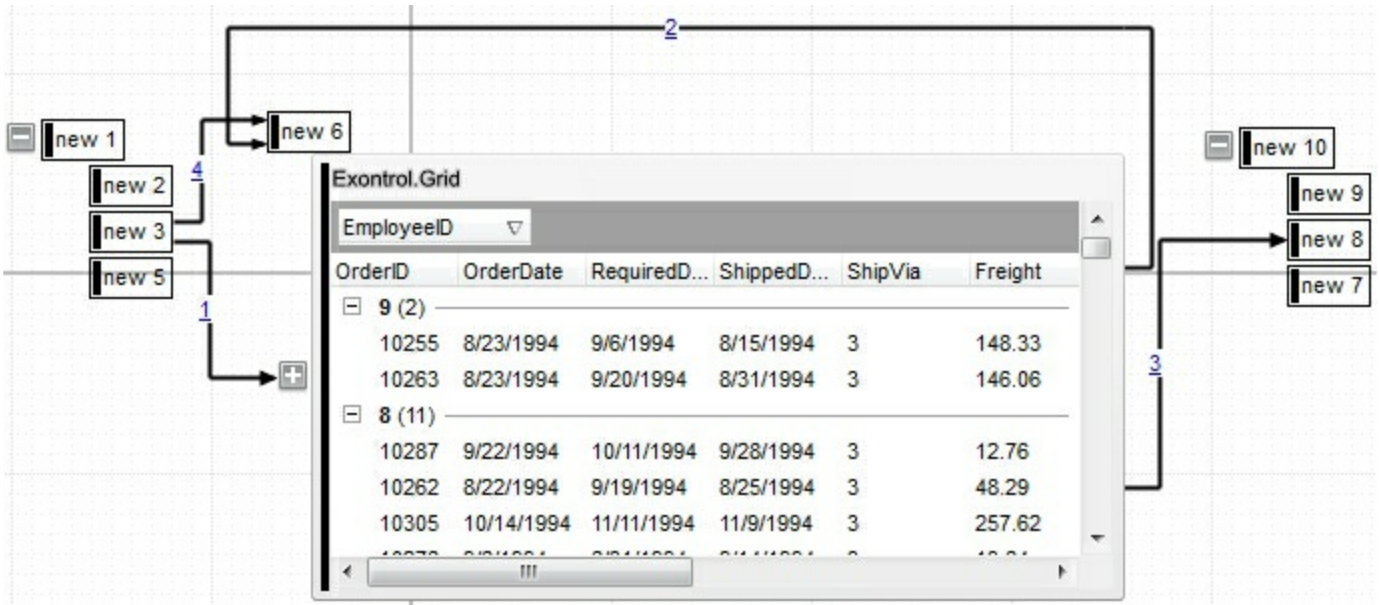 2
new 6
new 1
new 10
4
new 2
Exontrol.Grid
new 9
EmployeeID
new 3
new 8
OrderID OrderDate RequiredD... ShippedD... ShipVia Freight
new 5
new 7
9 (2)
1
10255 8/23/1994 9/6/1994 8/15/1994 3 148.33
3
10263 8/23/1994 9/20/1994 8/31/1994 3 146.06
8 (11)
10287 9/22/1994 10/11/1994 9/28/1994 3 12.76
10262 8/22/1994 9/19/1994 8/25/1994 3 48.29
10305 10/14/1994 11/11/1994 11/9/1994 3 257.62